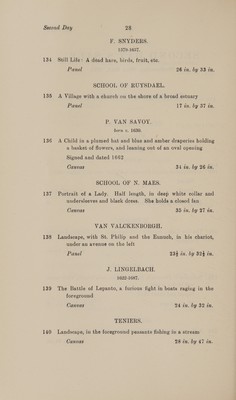 Second Day 28
F. SNYDERS.
1579-1657.
134 Still Life: A dead hare, birds, fruit, etc.
Panel 26 in. by 33 in.
SCHOOL OF RUYSDAEL.
135 A Village with a church on the shore of a broad estuary
Panel 17 in. by 37 in.
P. VAN SAVOY.
born c. 1630.
136 A Child in a plumed hat and blue and amber draperies holding
a basket of flowers, and leaning out of an oval opening
Signed and dated 1662
Canvas 34 in. by 26 in.
SCHOOL OF N. MAES.
137 Portrait of a Lady. Half length, in deep white collar and
undersleeves and black dress. She holds a closed fan
Canvas 35 in. by 27 in.
VAN VALCKENBORGH.
138 Landscape, with St. Philip and the Eunuch, in his chariot,
under an avenue on the left
Panel 23½ in. by 32½ in.
J. LINGELBACH.
1622-1687.
139 The Battle of Lepanto, a furious fight in boats raging in the
foreground
Canvas 24 in. by 32 in.
TENIERS.
140 Landscape, in the foreground peasants fishing in a stream
Canvas 29 in. by 47 in.